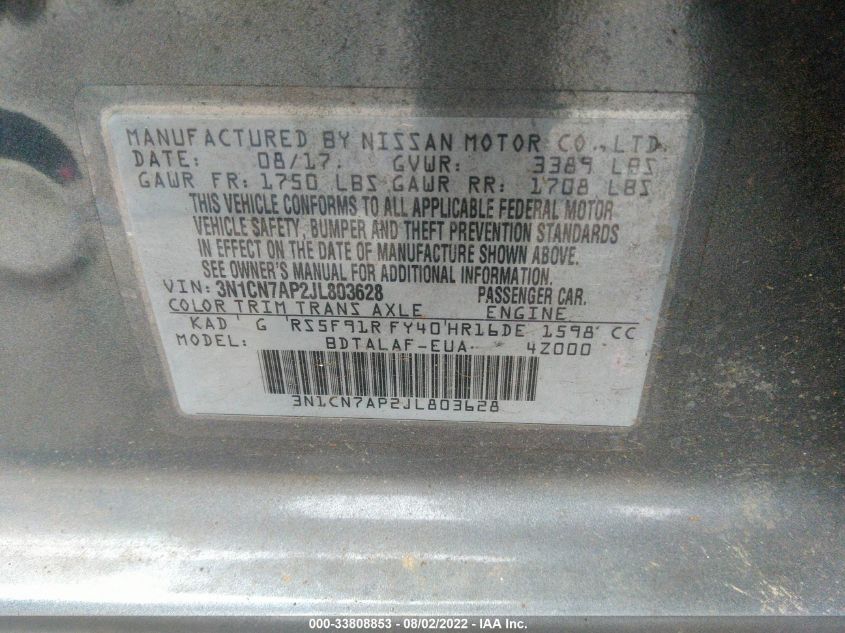 MANUFACTURED BY NISSAN MOTOR CO., LTD.
DATE: 08/17. GVWR: 3389 LBS
GAWR FR: 1750 LBS GAWR RR: 1708 LBS
THIS VEHICLE CONFORMS TO ALL APPLICABLE FEDERAL MOTOR
VEHICLE SAFETY, BUMPER AND THEFT PREVENTION STANDARDS
IN EFFECT ON THE DATE OF MANUFACTURE SHOWN ABOVE.
SEE OWNER'S MANUAL FOR ADDITIONAL INFORMATION.
VIN: 3N1CN7AP2JL803628 PASSENGER CAR.
COLOR TRIM TRANS AXLE ENGINE
KAD G RS5F91R FY40 HR16DE 1598 CC
MODEL: BDTALAF-EUA 4Z000
3N1CN7AP2JL803628
000-33808853 - 08/02/2022 - IAA Inc.